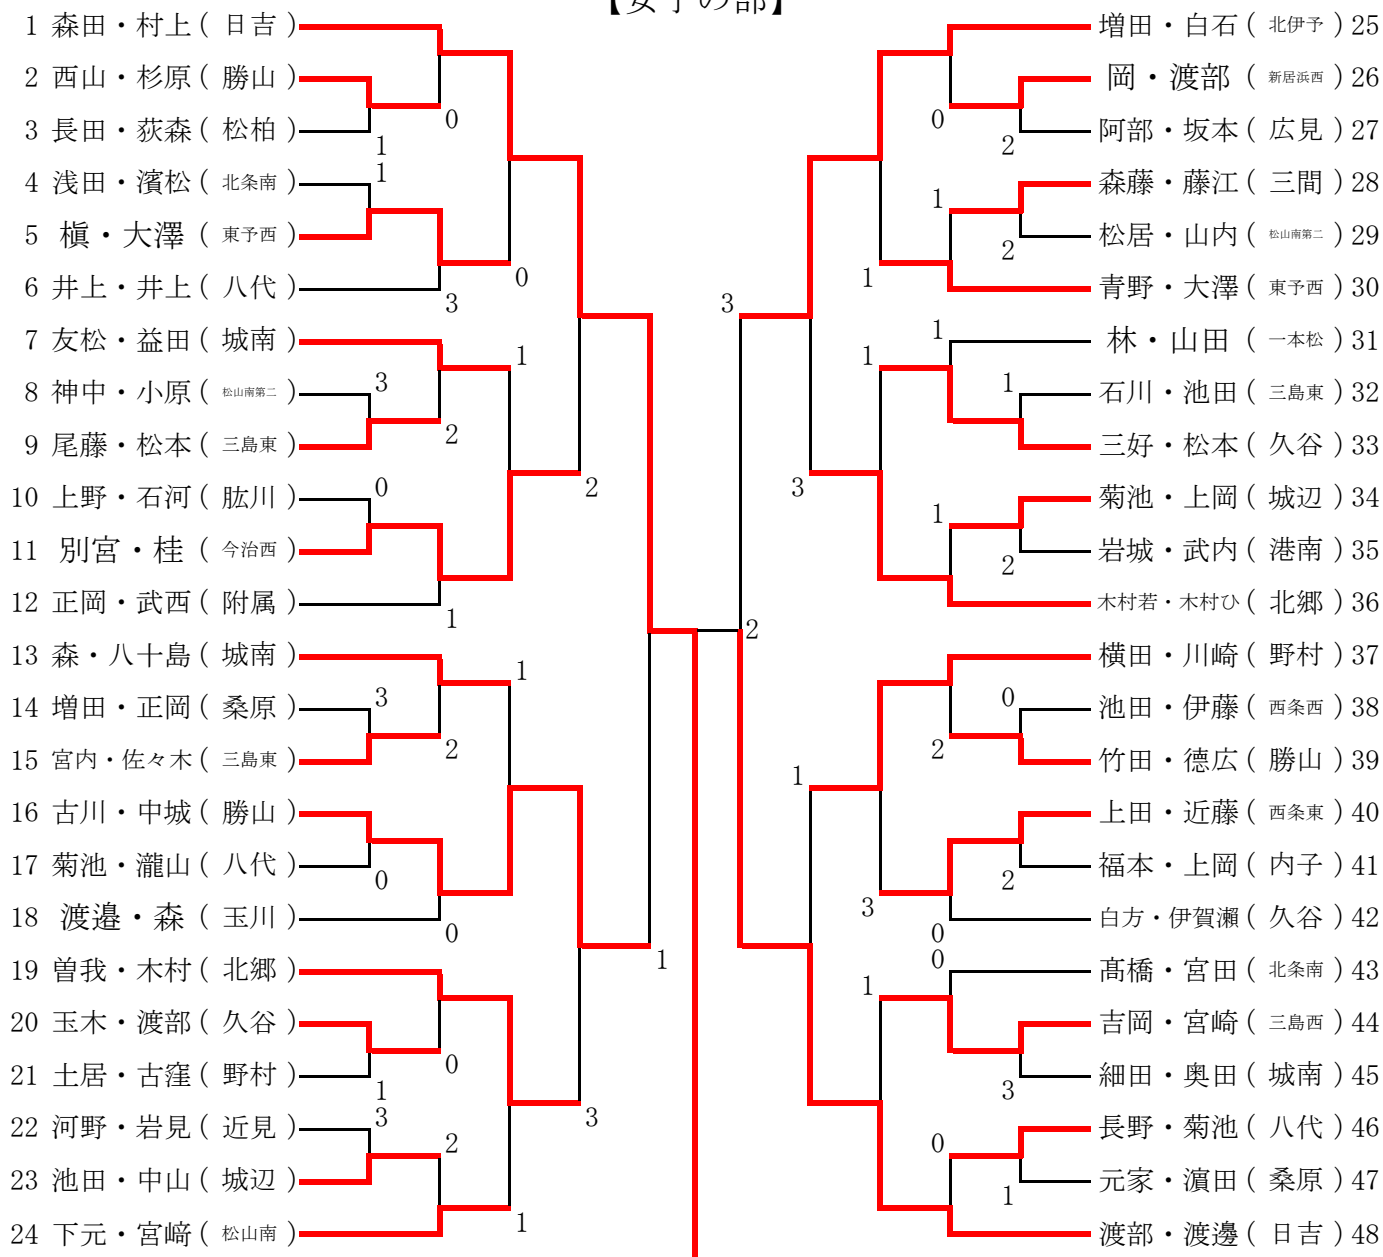 【女子の部】
1 森田・村上 ( 日吉 )
2 西山・杉原 ( 勝山 )
3 長田・荻森 ( 松柏 )
4 浅田・濱松 ( 北条南 )
5 槇・大澤 ( 東予西 )
6 井上・井上 ( 八代 )
7 友松・益田 ( 城南 )
8 神中・小原 ( 松山南第二 )
9 尾藤・松本 ( 三島東 )
10 上野・石河 ( 肱川 )
11 別宮・桂 ( 今治西 )
12 正岡・武西 ( 附属 )
13 森・八十島 ( 城南 )
14 増田・正岡 ( 桑原 )
15 宮内・佐々木 ( 三島東 )
16 古川・中城 ( 勝山 )
17 菊池・瀧山 ( 八代 )
18 渡邉・森 ( 玉川 )
19 曽我・木村 ( 北郷 )
20 玉木・渡部 ( 久谷 )
21 土居・古窪 ( 野村 )
22 河野・岩見 ( 近見 )
23 池田・中山 ( 城辺 )
24 下元・宮﨑 ( 松山南 )
0
1
1
3
0
3
2
1
0
1
2
3
2
1
0
0
0
1
3
2
1
3
1
2
3
2
0
2
1
2
1
1
1
1
3
1
2
0
2
1
2
3
0
0
1
3
0
1
増田・白石 ( 北伊予 ) 25
岡・渡部 ( 新居浜西 ) 26
阿部・坂本 ( 広見 ) 27
森藤・藤江 ( 三間 ) 28
松居・山内 ( 松山南第二 ) 29
青野・大澤 ( 東予西 ) 30
林・山田 ( 一本松 ) 31
石川・池田 ( 三島東 ) 32
三好・松本 ( 久谷 ) 33
菊池・上岡 ( 城辺 ) 34
岩城・武内 ( 港南 ) 35
木村若・木村ひ ( 北郷 ) 36
横田・川崎 ( 野村 ) 37
池田・伊藤 ( 西条西 ) 38
竹田・德広 ( 勝山 ) 39
上田・近藤 ( 西条東 ) 40
福本・上岡 ( 内子 ) 41
白方・伊賀瀬 ( 久谷 ) 42
髙橋・宮田 ( 北条南 ) 43
吉岡・宮崎 ( 三島西 ) 44
細田・奥田 ( 城南 ) 45
長野・菊池 ( 八代 ) 46
元家・濵田 ( 桑原 ) 47
渡部・渡邊 ( 日吉 ) 48